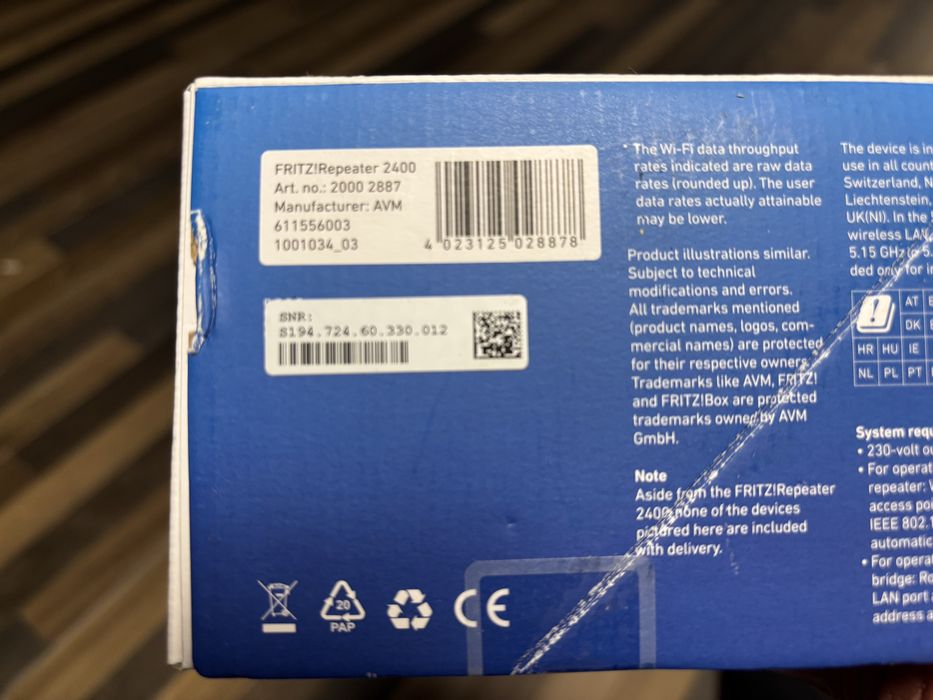 FRITZ!Repeater 2400
Art. no.: 2000 2887
Manufacturer: AVM
611556003
1001034_03
4 023125 028878
SNR:
S194.724.60.330.012
The Wi-Fi data throughput
rates indicated are raw data
rates (rounded up). The user
data rates actually attainable
may be lower.
Product illustrations similar.
Subject to technical
modifications and errors.
All trademarks mentioned
(product names, logos, com-
mercial names) are protected
for their respective owners.
Trademarks like AVM, FRITZ!
and FRITZ!Box are protected
trademarks owned by AVM
GmbH.
Note
Aside from the FRITZ!Repeater
2400, none of the devices
pictured here are included
with delivery.
The device is in
use in all count
Switzerland, N
Liechtenstein,
UK(NI). In the 5
wireless LAN,
5.15 GHz to 5.
ded only for in
AT
DK
HR HU IE
NL PL PT
System requ
• 230-volt ou
• For operat
repeater: W
access poi
IEEE 802.1
automatic
• For operat
bridge: Ro
LAN port a
address a
20
PAP
CE